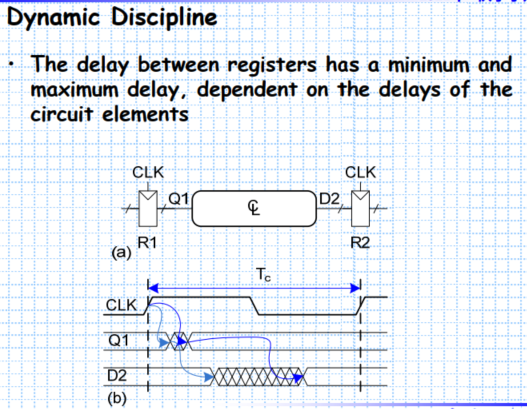 Dynamic Discipline
• The delay between registers has a minimum and
maximum delay, dependent on the delays of the
circuit elements
CLK CLK
Q1 CL D2
R1 R2
(a)
Tc
CLK
Q1
D2
(b)